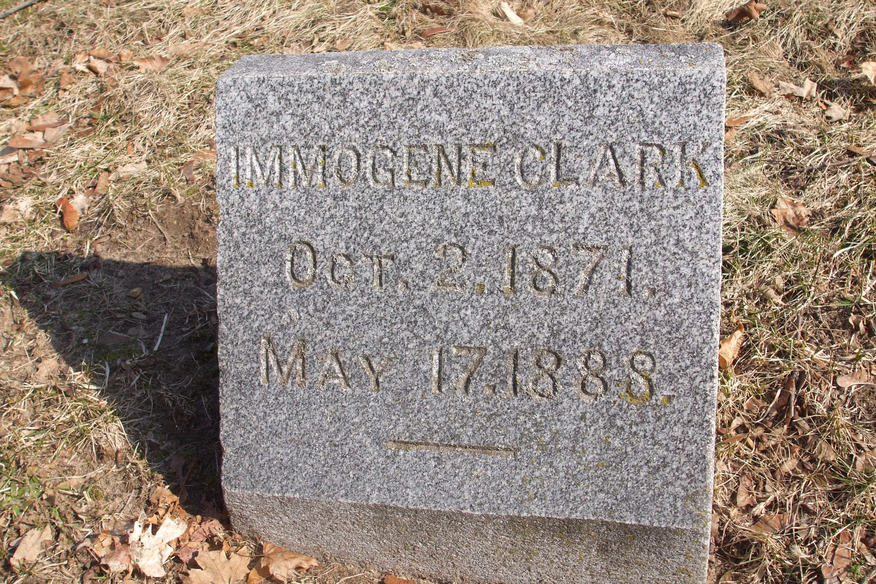 IMMOGENE CLARK
OCT. 2. 1871.
MAY 17. 1888.